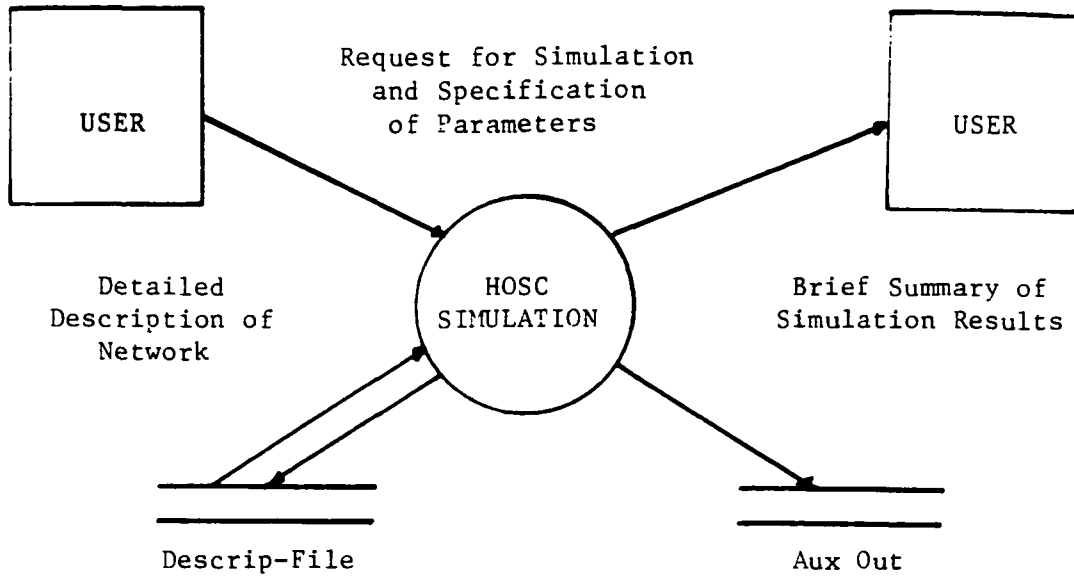 Request for Simulation
and Specification
of Parameters
USER
USER
Detailed
Description of
Network
HOSC
SIMULATION
Brief Summary of
Simulation Results
Descrip-File
Aux Out